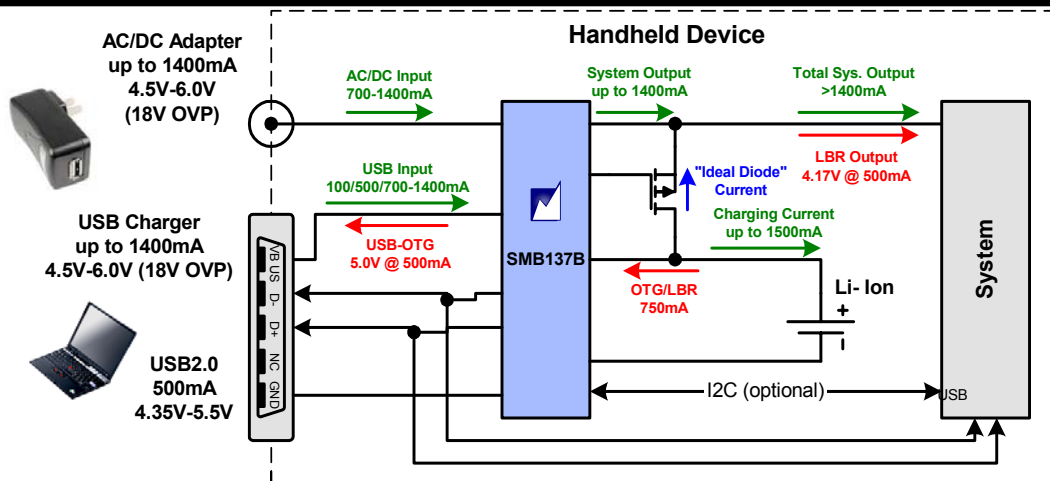 Handheld Device
AC/DC Adapter
up to 1400mA
4.5V-6.0V
(18V OVP)
AC/DC Input
700-1400mA
System Output
up to 1400mA
Total Sys. Output
>1400mA
LBR Output
4.17V @ 500mA
"Ideal Diode"
Current
USB Input
100/500/700-1400mA
USB-OTG
5.0V @ 500mA
USB Charger
up to 1400mA
4.5V-6.0V (18V OVP)
SMB137B
Charging Current
up to 1500mA
OTG/LBR
750mA
Li- Ion
+
System
VB US
D-
D+
NC
GND
USB2.0
500mA
4.35V-5.5V
I2C (optional)
USB